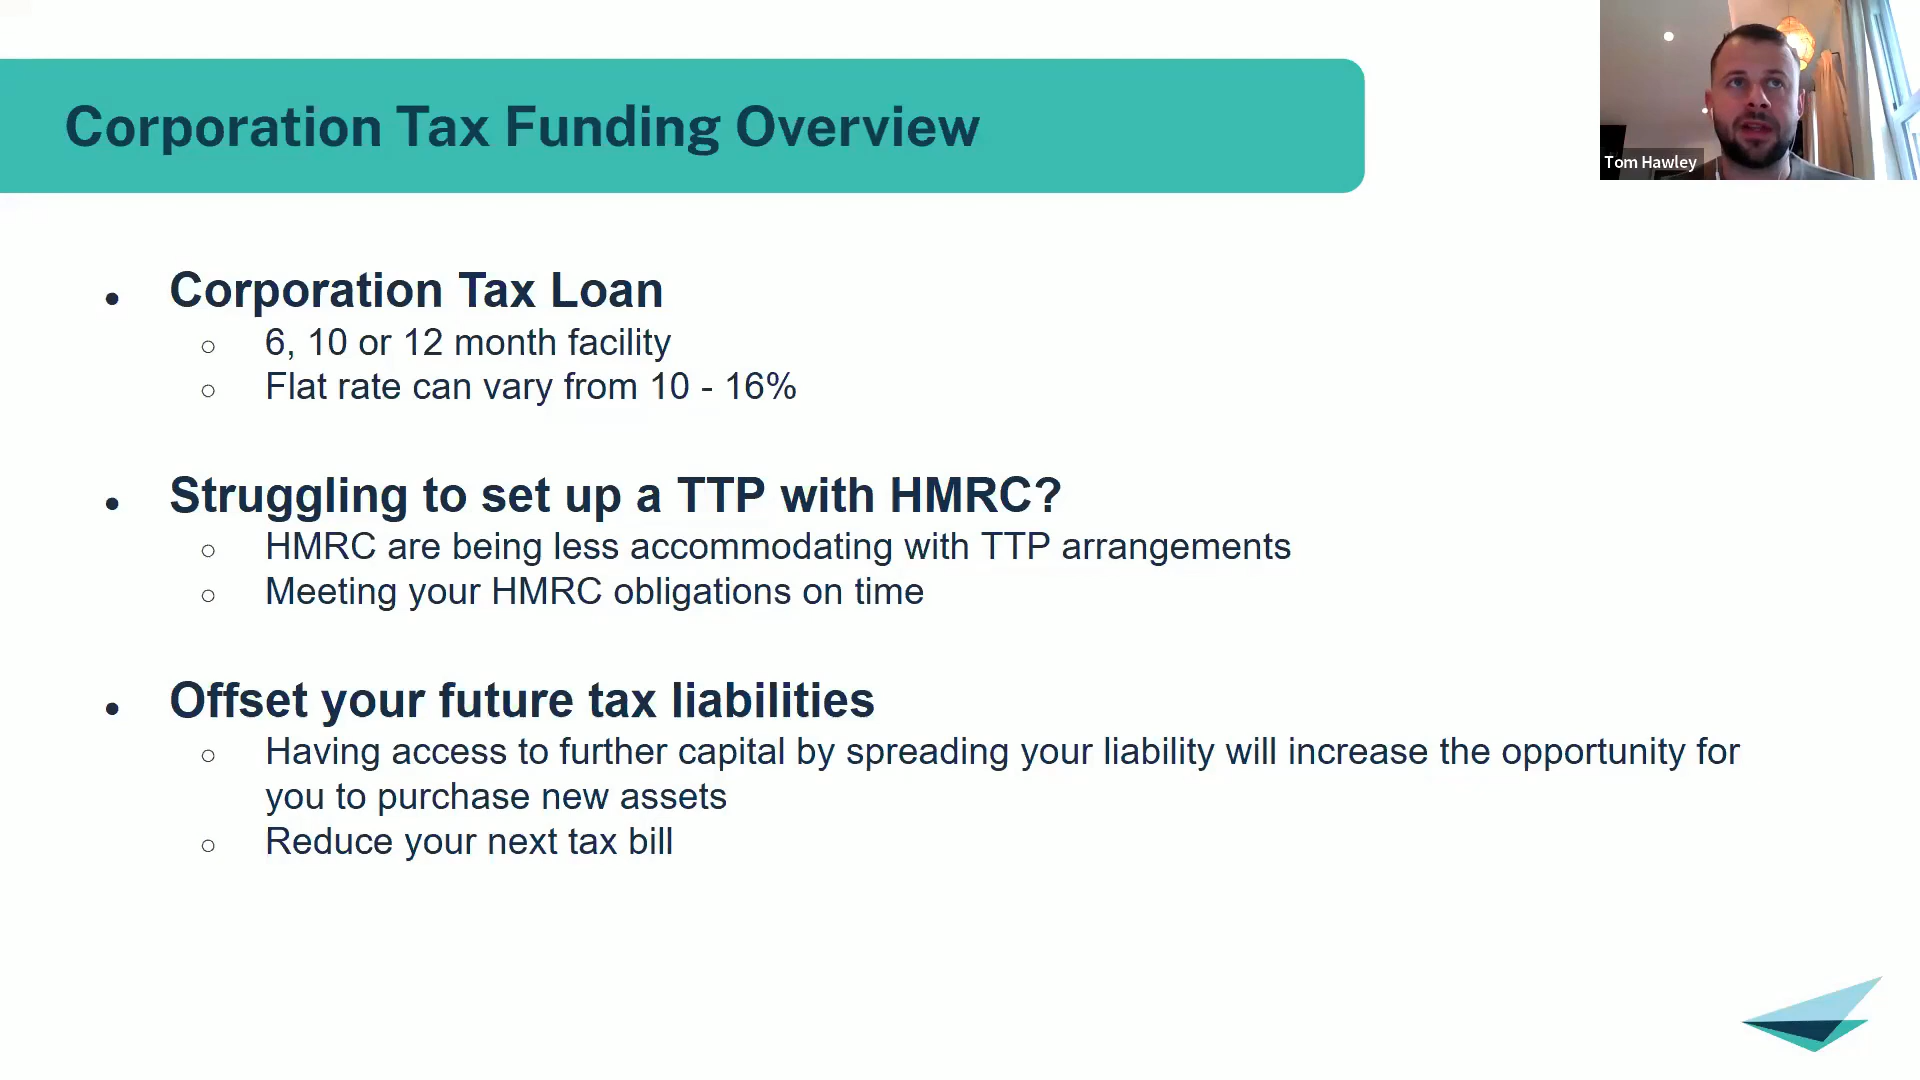 Corporation Tax Funding Overview
Tom Hawley
• Corporation Tax Loan
○ 6, 10 or 12 month facility
○ Flat rate can vary from 10 - 16%
• Struggling to set up a TTP with HMRC?
○ HMRC are being less accommodating with TTP arrangements
○ Meeting your HMRC obligations on time
• Offset your future tax liabilities
○ Having access to further capital by spreading your liability will increase the opportunity for
you to purchase new assets
○ Reduce your next tax bill